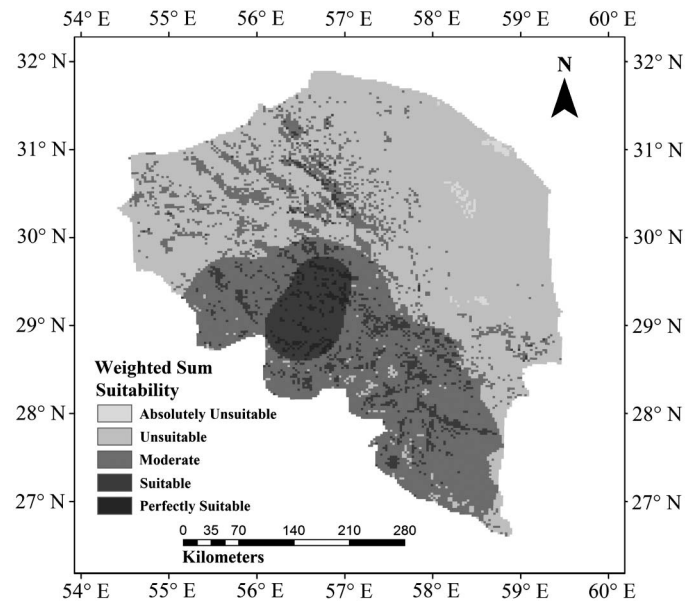 54° E 55° E 56° E 57° E 58° E 59° E 60° E
32° N 32° N
N
31° N 31° N
30° N 30° N
29° N 29° N
Weighted Sum
Suitability
28° N 28° N
Absolutely Unsuitable
Unsuitable
Moderate
Suitable
27° N 27° N
Perfectly Suitable
0 35 70 140 210 280
Kilometers
54° E 55° E 56° E 57° E 58° E 59° E 60° E